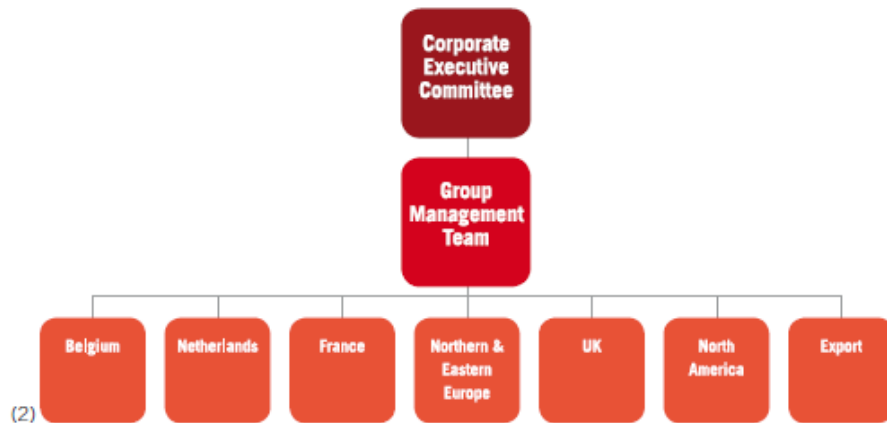 Corporate
Executive
Committee
Group
Management
Team
Belgium
Netherlands
France
Northern &
Eastern
Europe
UK
North
America
Export
(2)